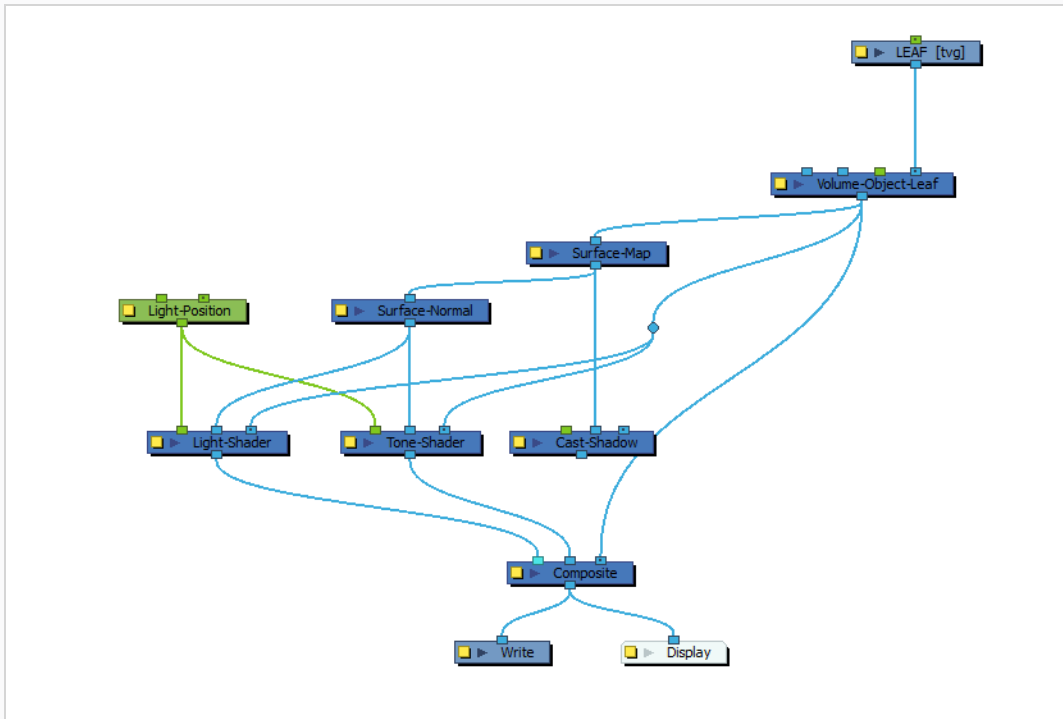 LEAF [tvg]
Volume-Object-Leaf
Surface-Map
Light-Position
Surface-Normal
Light-Shader
Tone-Shader
Cast-Shadow
Composite
Write
Display